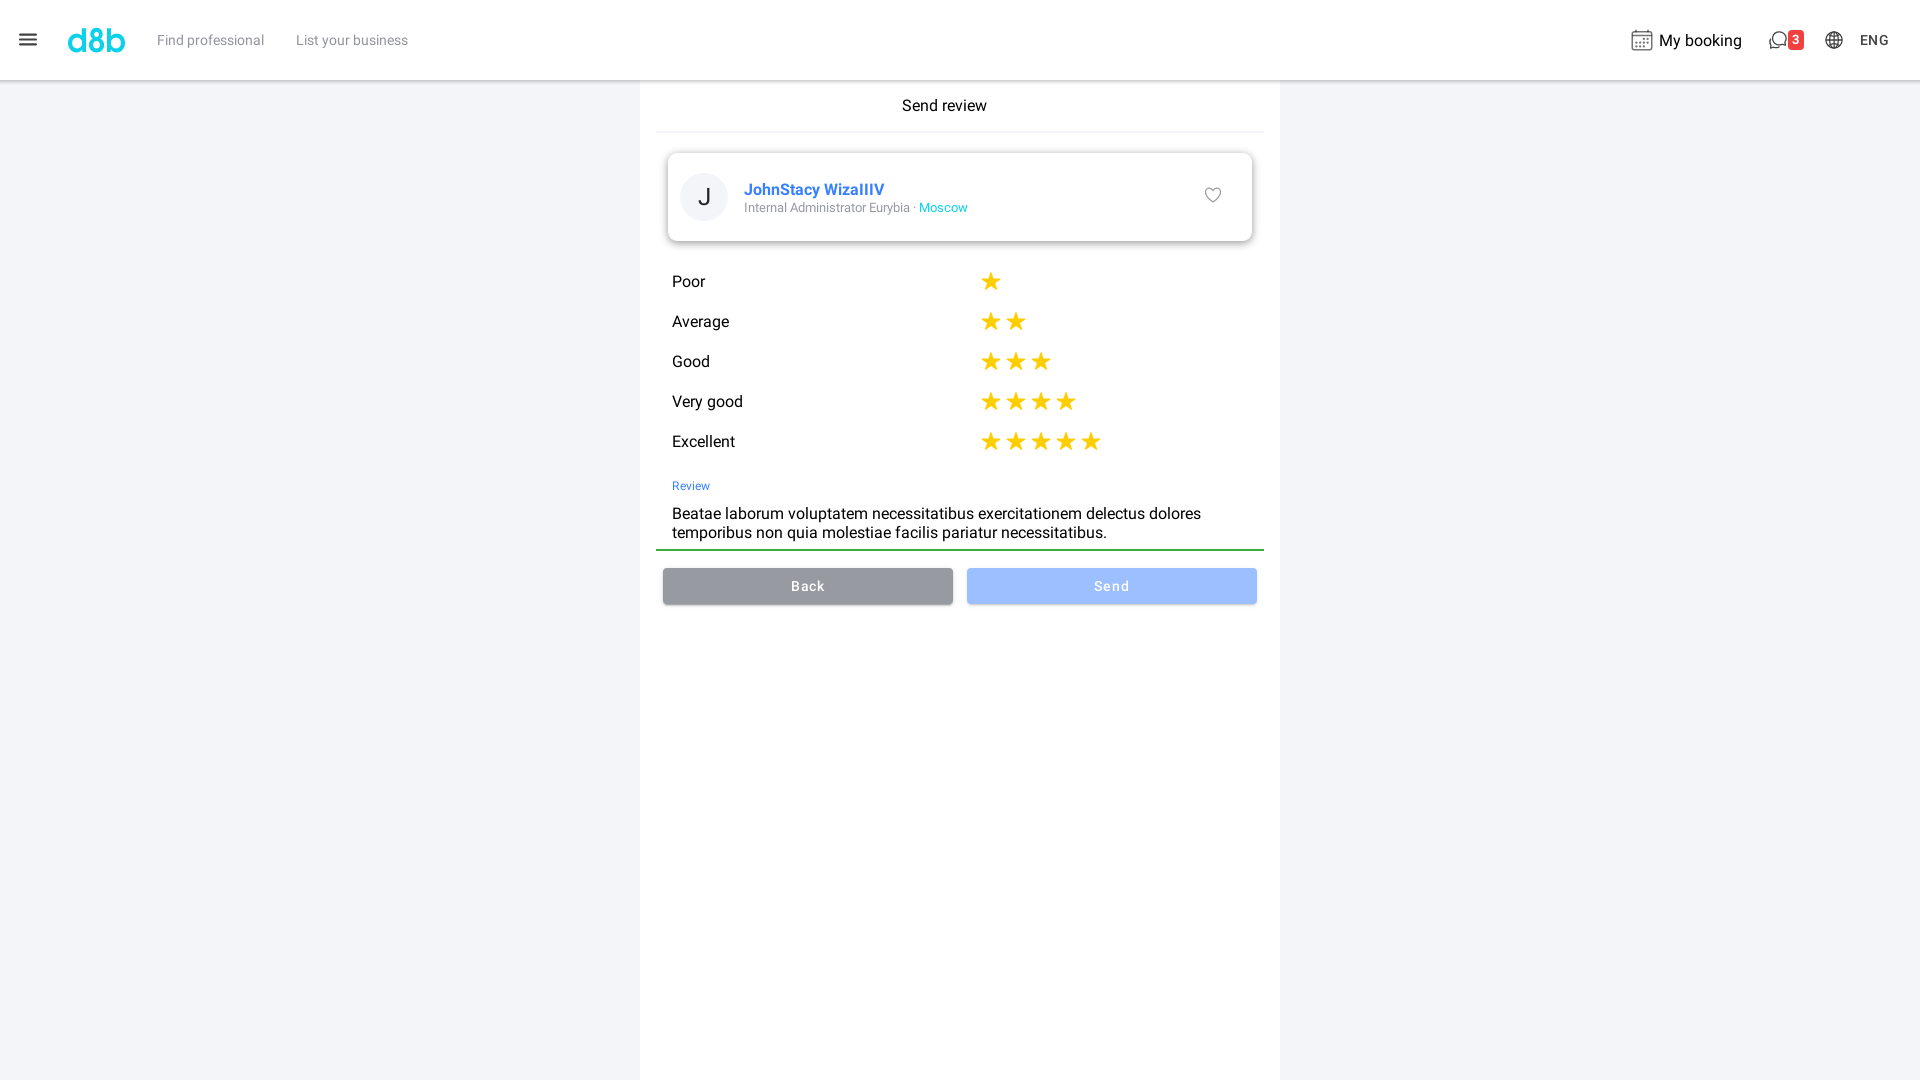 d8b
Find professional
List your business
My booking
3
ENG
Send review
J
JohnStacy WizaIIIV
Internal Administrator Eurybia · Moscow
Poor
Average
Good
Very good
Excellent
Review
Beatae laborum voluptatem necessitatibus exercitationem delectus dolores
temporibus non quia molestiae facilis pariatur necessitatibus.
Back
Send